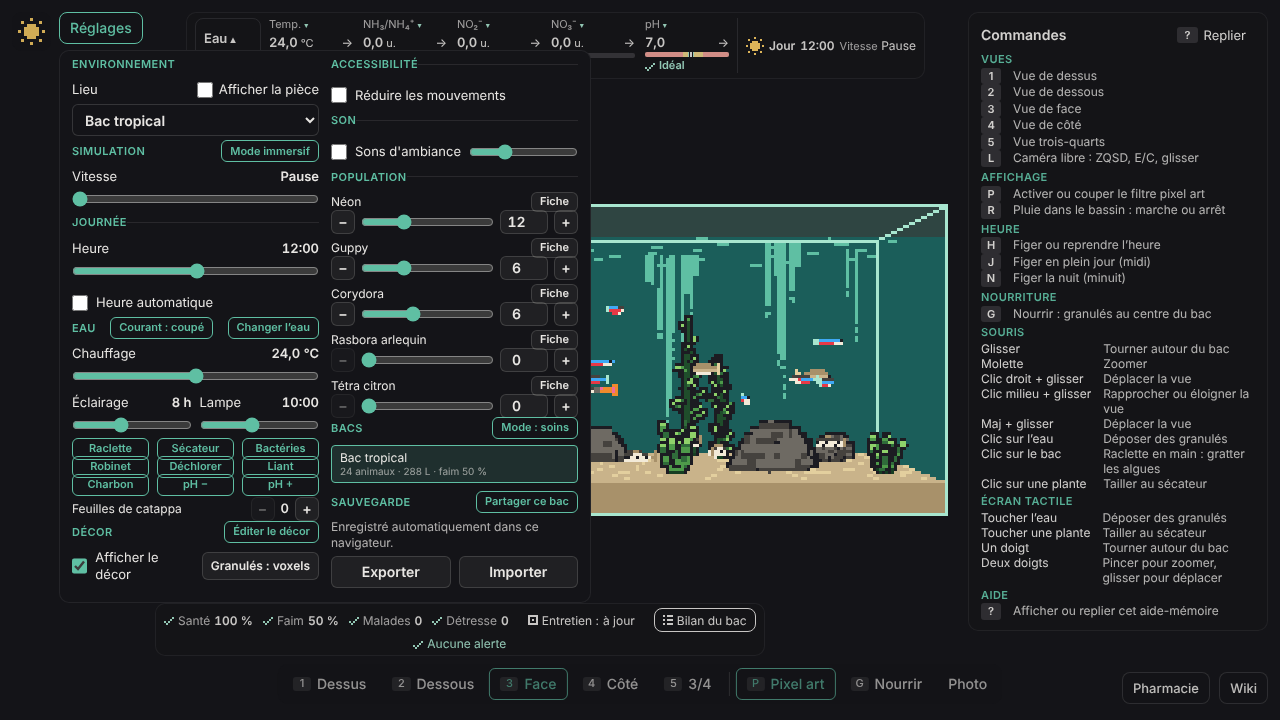 Réglages
Eau ▴
Temp. ▾
24,0 °C →
NH₃/NH₄⁺ ▾
0,0 u. →
NO₂⁻ ▾
0,0 u. →
NO₃⁻ ▾
0,0 u. →
pH ▾
7,0 →
Idéal
Jour 12:00 Vitesse Pause
ENVIRONNEMENT
Lieu Afficher la pièce
Bac tropical
SIMULATION Mode immersif
Vitesse Pause
JOURNÉE
Heure 12:00
Heure automatique
EAU Courant : coupé Changer l'eau
Chauffage 24,0 °C
Éclairage 8 h Lampe 10:00
Raclette Sécateur Bactéries
Robinet Déchlorer Liant
Charbon pH − pH +
Feuilles de catappa − 0 +
DÉCOR Éditer le décor
Afficher le
décor
Granulés : voxels
ACCESSIBILITÉ
Réduire les mouvements
SON
Sons d'ambiance
POPULATION
Néon Fiche
− 12 +
Guppy Fiche
− 6 +
Corydora Fiche
− 6 +
Rasbora arlequin Fiche
− 0 +
Tétra citron Fiche
− 0 +
BACS Mode : soins
Bac tropical
24 animaux · 288 L · faim 50 %
SAUVEGARDE Partager ce bac
Enregistré automatiquement dans ce
navigateur.
Exporter Importer
Commandes ? Replier
VUES
1 Vue de dessus
2 Vue de dessous
3 Vue de face
4 Vue de côté
5 Vue trois-quarts
L Caméra libre : ZQSD, E/C, glisser
AFFICHAGE
P Activer ou couper le filtre pixel art
R Pluie dans le bassin : marche ou arrêt
HEURE
H Figer ou reprendre l'heure
J Figer en plein jour (midi)
N Figer la nuit (minuit)
NOURRITURE
G Nourrir : granulés au centre du bac
SOURIS
Glisser Tourner autour du bac
Molette Zoomer
Clic droit + glisser Déplacer la vue
Clic milieu + glisser Rapprocher ou éloigner la
vue
Maj + glisser Déplacer la vue
Clic sur l'eau Déposer des granulés
Clic sur le bac Raclette en main : gratter
les algues
Clic sur une plante Tailler au sécateur
ÉCRAN TACTILE
Toucher l'eau Déposer des granulés
Toucher une plante Tailler au sécateur
Un doigt Tourner autour du bac
Deux doigts Pincer pour zoomer,
glisser pour déplacer
AIDE
? Afficher ou replier cet aide-mémoire
Santé 100 % Faim 50 % Malades 0 Détresse 0 Entretien : à jour Bilan du bac
Aucune alerte
1 Dessus 2 Dessous 3 Face 4 Côté 5 3/4 P Pixel art G Nourrir Photo
Pharmacie Wiki